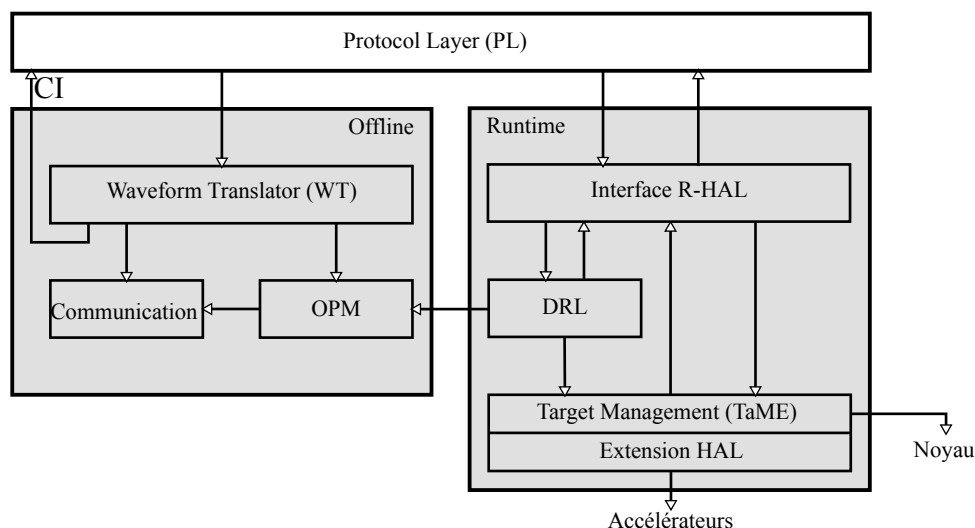 Protocol Layer (PL)
CI
Offline
Runtime
Waveform Translator (WT)
Interface R-HAL
Communication
OPM
DRL
Target Management (TaME)
Extension HAL
Noyau
Accélérateurs